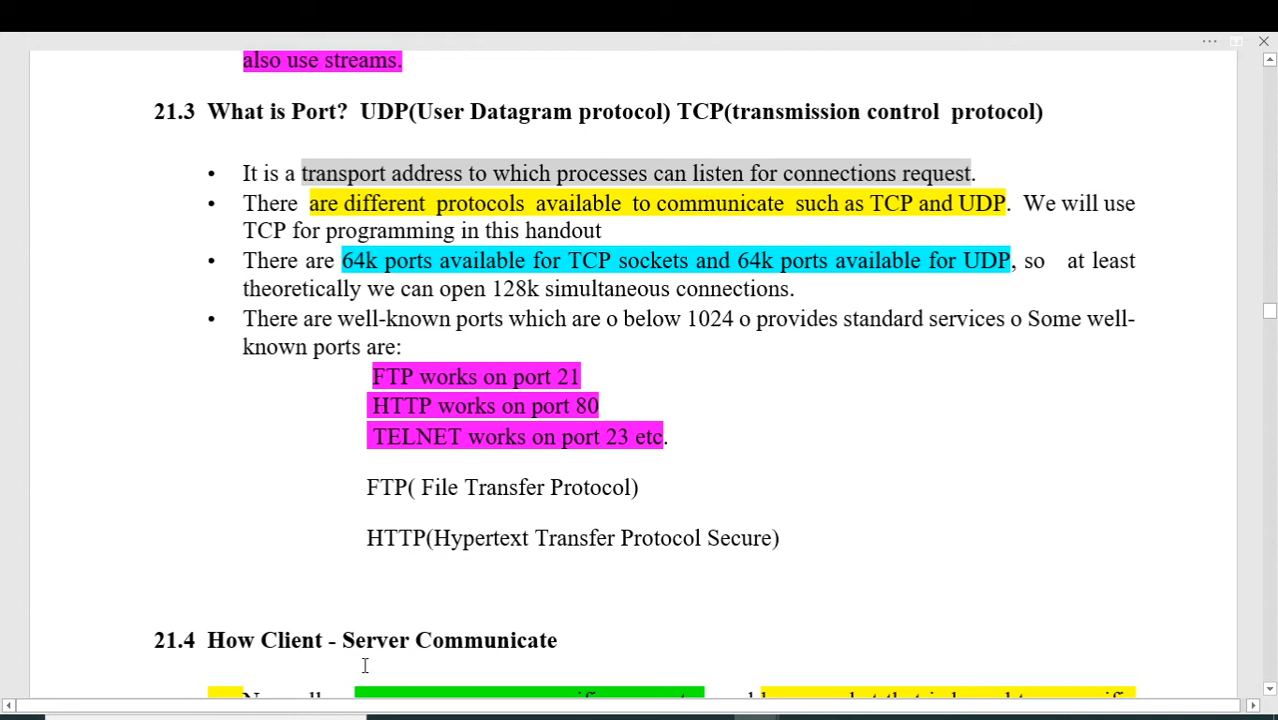 also use streams.
21.3 What is Port? UDP(User Datagram protocol) TCP(transmission control protocol)
• It is a transport address to which processes can listen for connections request.
• There are different protocols available to communicate such as TCP and UDP. We will use
TCP for programming in this handout
• There are 64k ports available for TCP sockets and 64k ports available for UDP, so at least
theoretically we can open 128k simultaneous connections.
• There are well-known ports which are o below 1024 o provides standard services o Some well-
known ports are:
FTP works on port 21
HTTP works on port 80
TELNET works on port 23 etc.
FTP( File Transfer Protocol)
HTTP(Hypertext Transfer Protocol Secure)
21.4 How Client - Server Communicate